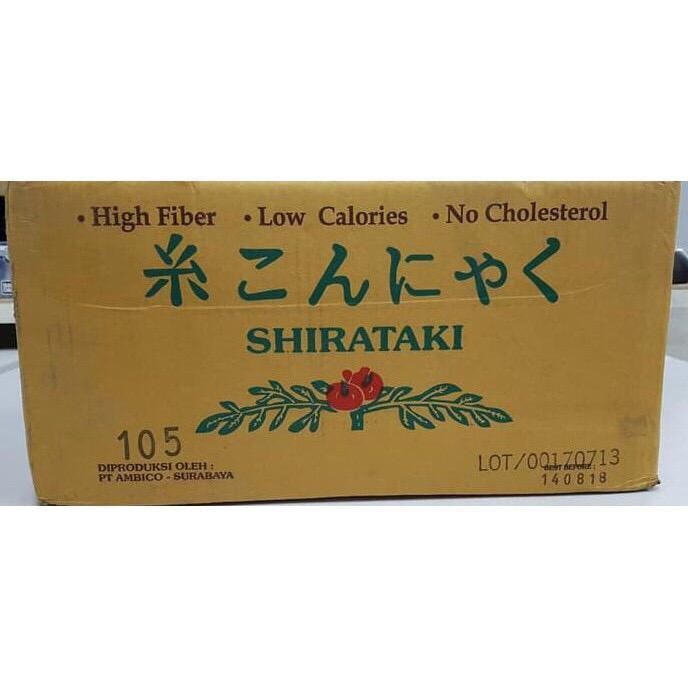 • High Fiber • Low Calories • No Cholesterol
糸こんにゃく
SHIRATAKI
105
DIPRODUKSI OLEH :
PT AMBICO - SURABAYA
LOT/00170713
BEST BEFORE :
140818